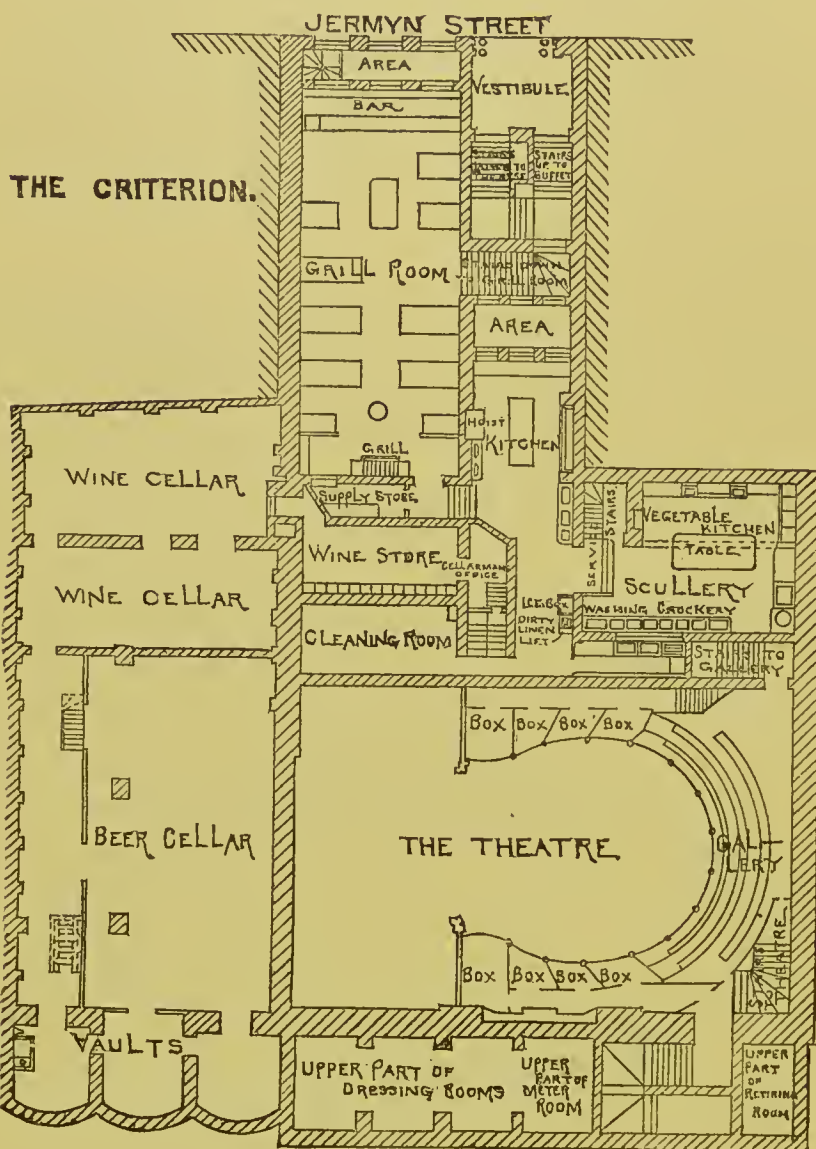 JERMYN STREET
AREA
VESTIBULE
BAR
STAIRS
UP TO
BUFFET
THE CRITERION.
GRILL ROOM
TO GRILL ROOM
AREA
HOIST
KITCHEN
GRILL
WINE CELLAR
SUPPLY STORE
SERVICE
STAIRS
VEGETABLE
KITCHEN
TABLE
WINE STORE
CELLARMANS
OFFICE
SCULLERY
WINE CELLAR
ICE BOX
WASHING CROCKERY
DIRTY
LINEN
LIFT
CLEANING ROOM
STAIRS TO
GALLERY
BOX
BOX
BOX
BOX
BEER CELLAR
THE THEATRE
GALLERY
STAIRS
TO
THEATRE
BOX
BOX
BOX
BOX
VAULTS
UPPER PART OF
DRESSING ROOMS
UPPER
PART OF
METER
ROOM
UPPER
PART
OF
RETIRING
ROOM